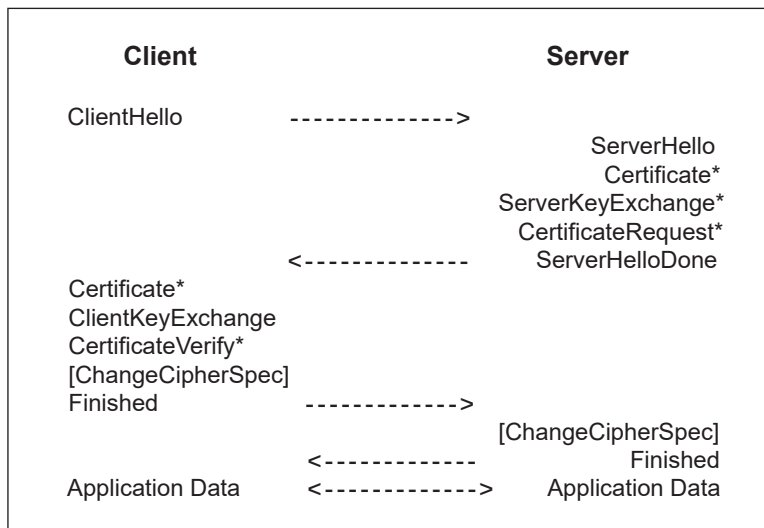 Client Server
ClientHello -------------->
ServerHello
Certificate*
ServerKeyExchange*
CertificateRequest*
<-------------- ServerHelloDone
Certificate*
ClientKeyExchange
CertificateVerify*
[ChangeCipherSpec]
Finished ------------->
[ChangeCipherSpec]
<------------- Finished
Application Data <-------------> Application Data